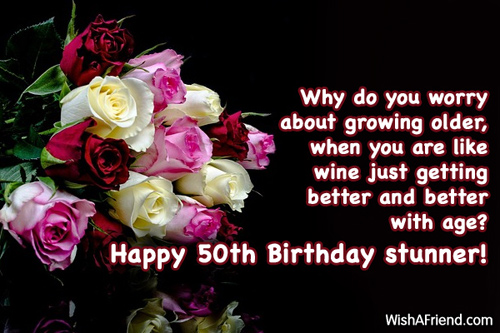 Why do you worry
about growing older,
when you are like
wine just getting
better and better
with age?
Happy 50th Birthday stunner!
WishAFriend.com